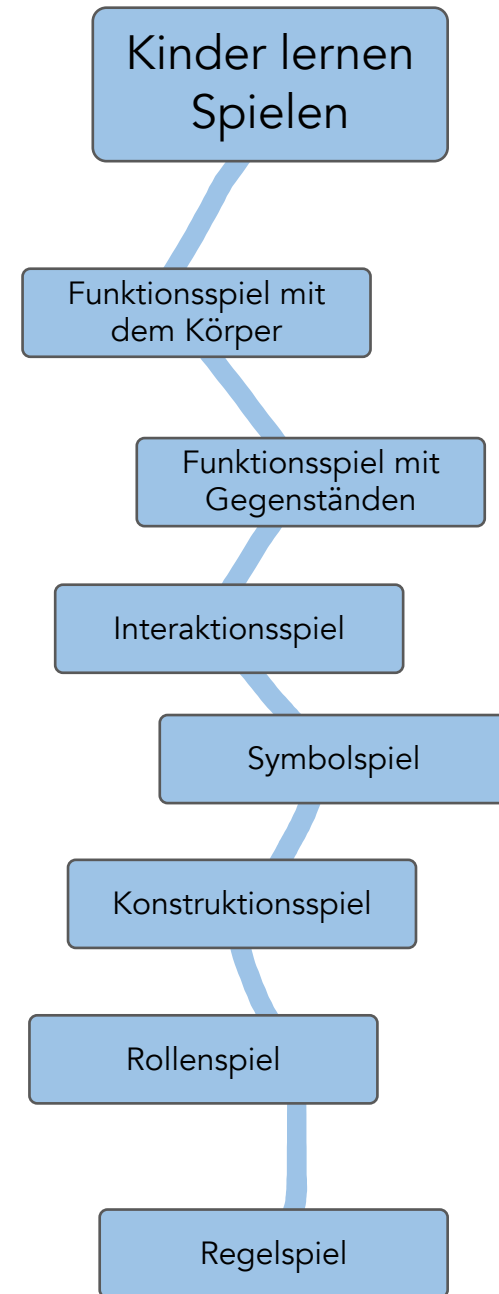 Kinder lernen
Spielen
Funktionsspiel mit
dem Körper
Funktionsspiel mit
Gegenständen
Interaktionsspiel
Symbolspiel
Konstruktionsspiel
Rollenspiel
Regelspiel